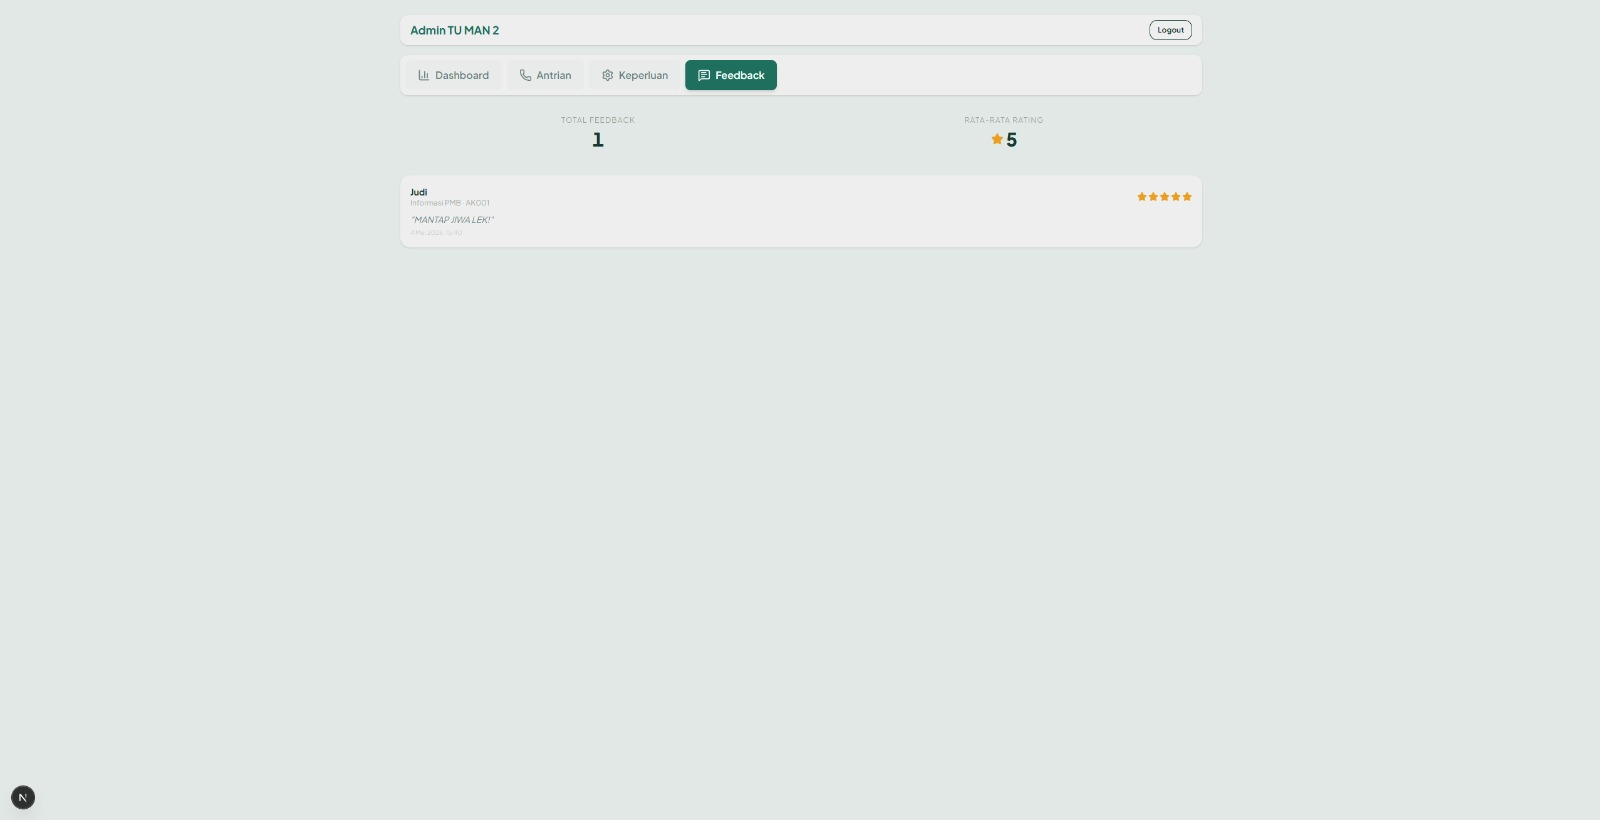 Admin TU MAN 2
Logout
Dashboard
Antrian
Keperluan
Feedback
TOTAL FEEDBACK
1
RATA-RATA RATING
5
Judi
Informasi PMB · AK001
"MANTAP JIWA LEK!"
N